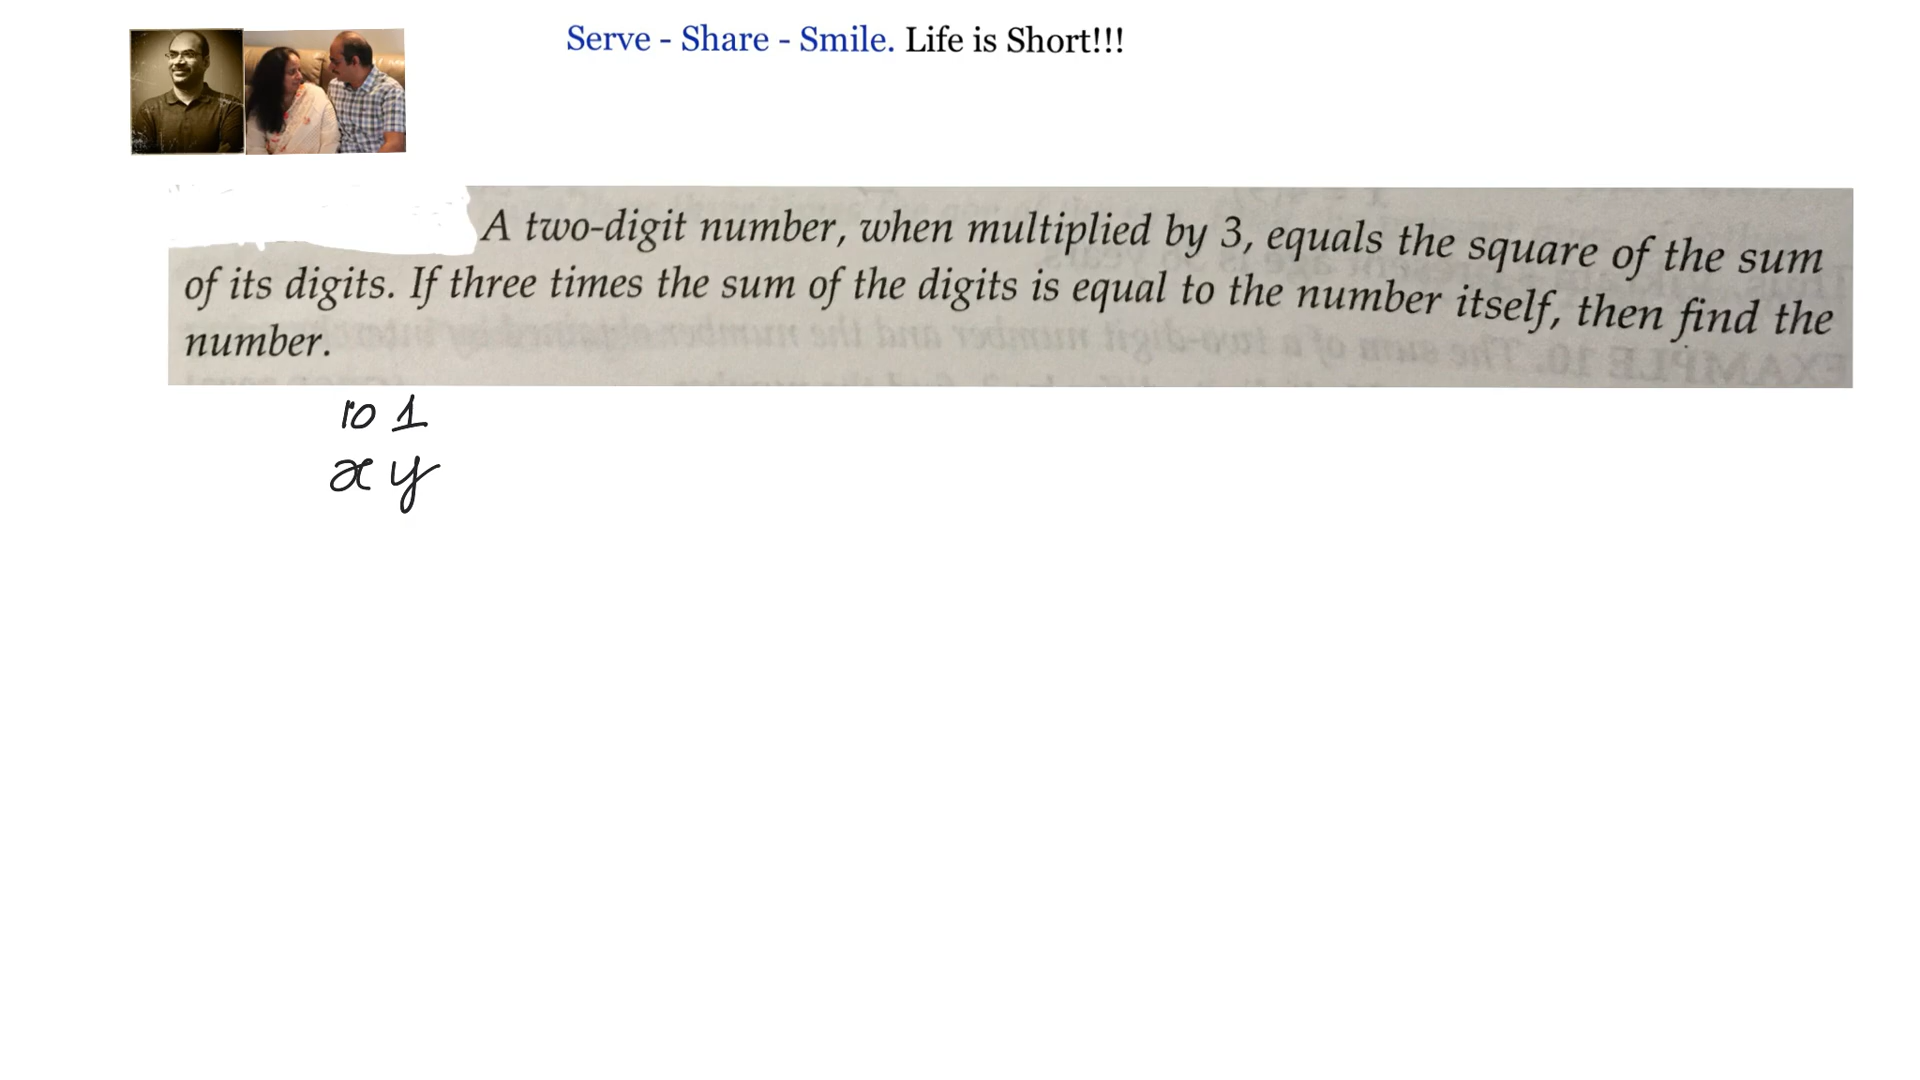 Serve - Share - Smile. Life is Short!!!
A two-digit number, when multiplied by 3, equals the square of the sum
of its digits. If three times the sum of the digits is equal to the number itself, then find the
number.
10 1
x y